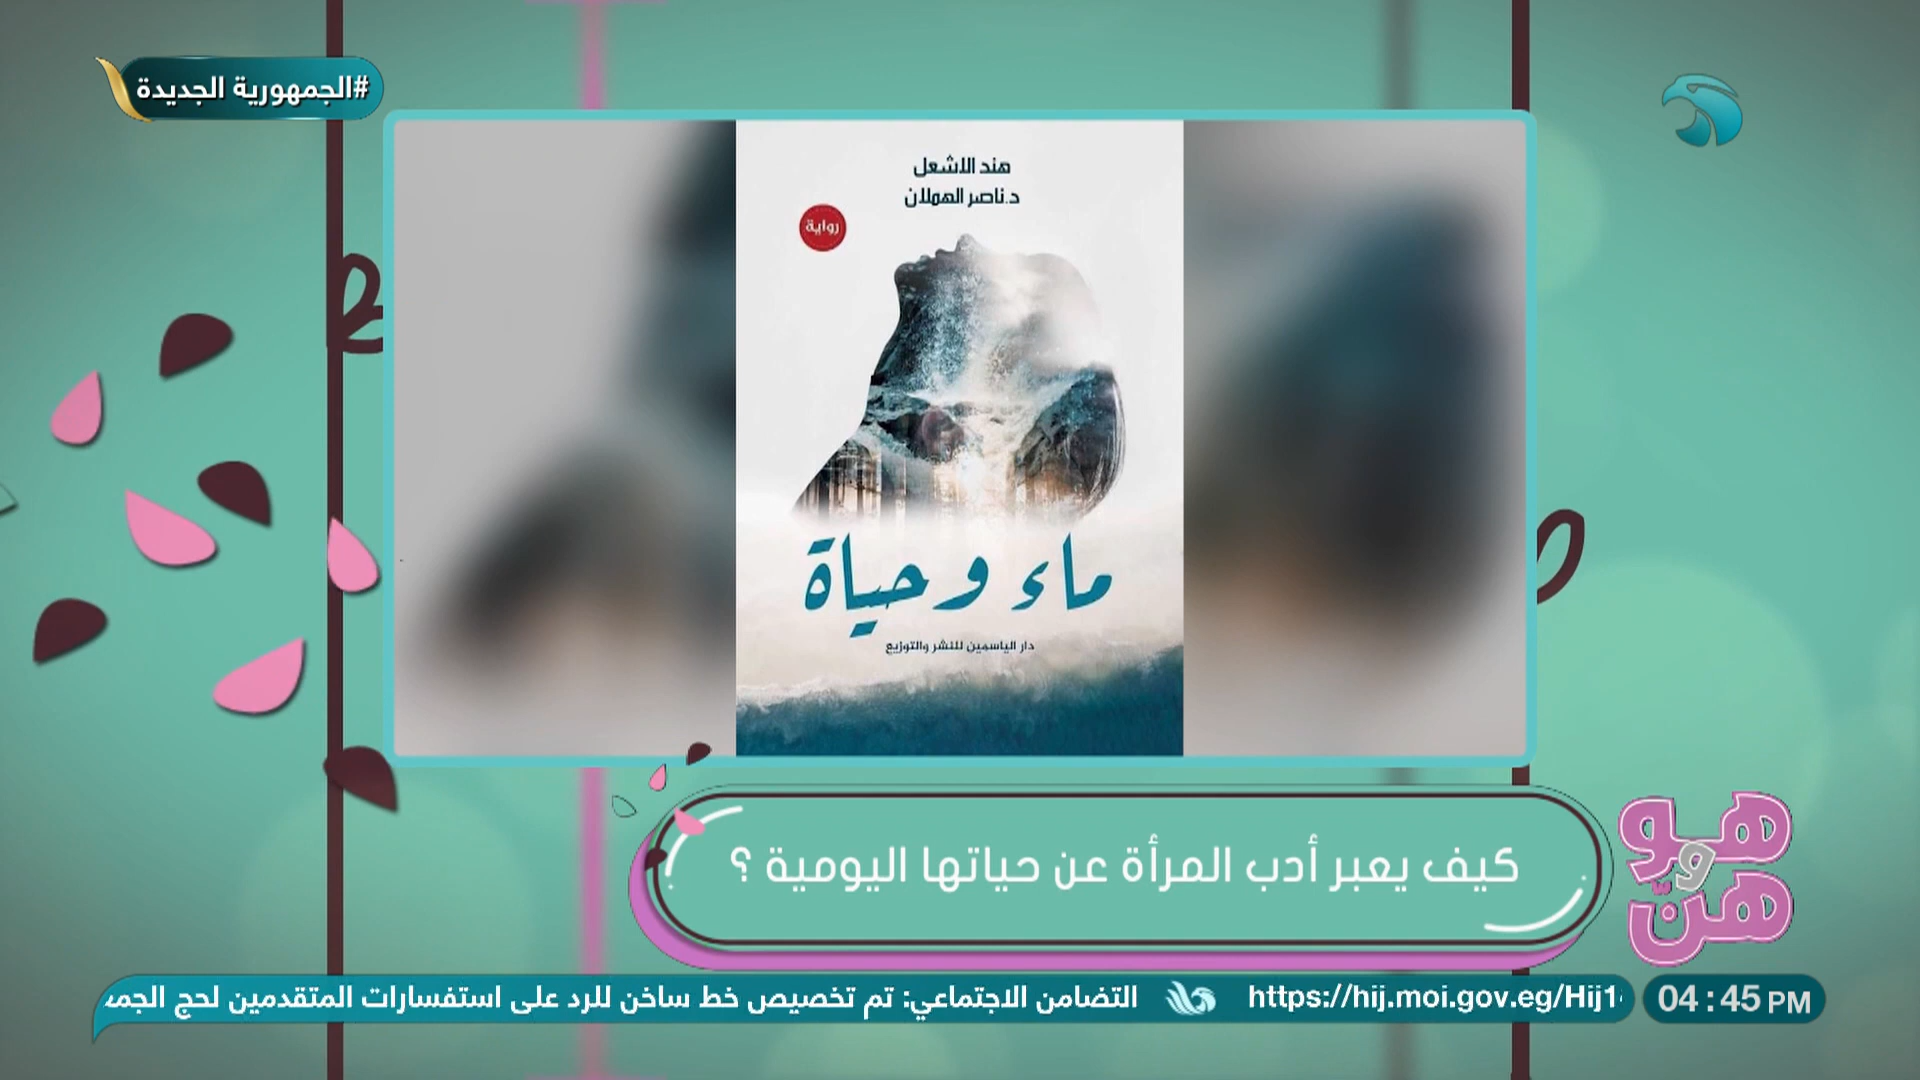 #الجمهورية الجديدة
هند الاشعل
د.ناصر الهملان
رواية
ماء و حياة
دار الياسمين للنشر والتوزيع
كيف يعبر أدب المرأة عن حياتها اليومية ؟
هو
و
هنّ
https://hij.moi.gov.eg/Hij1
التضامن الاجتماعي: تم تخصيص خط ساخن للرد على استفسارات المتقدمين لحج
04:45 PM